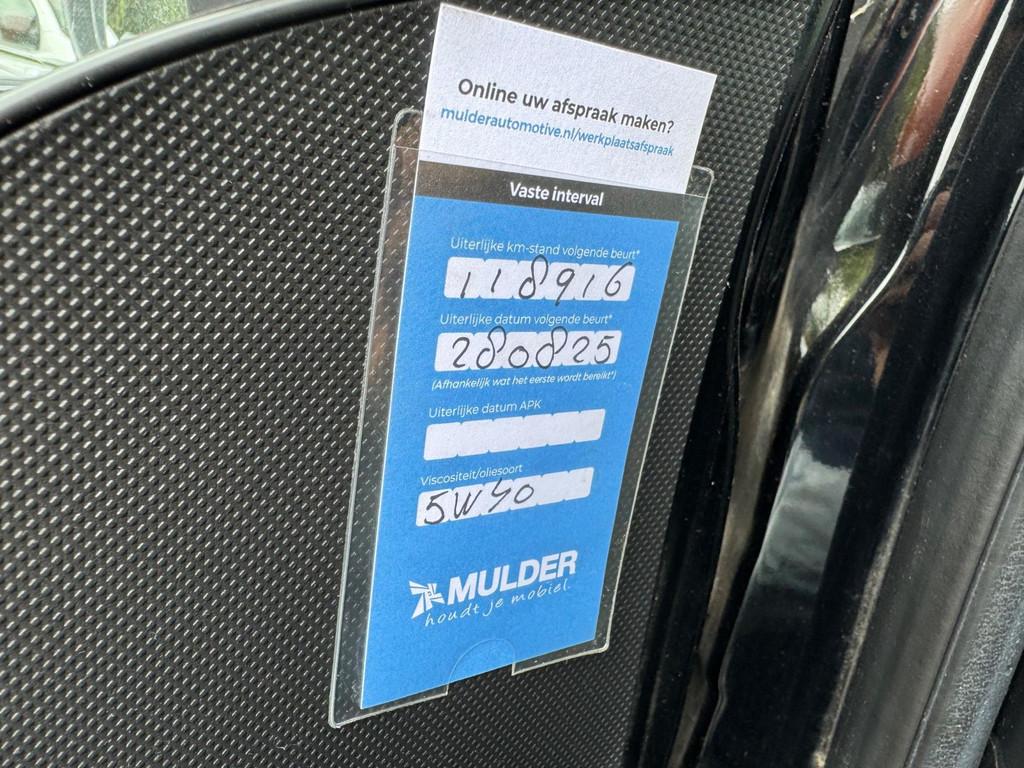 Online uw afspraak maken?
mulderautomotive.nl/werkplaatsafspraak
Vaste interval
Uiterlijke km-stand volgende beurt*
118916
Uiterlijke datum volgende beurt*
280825
(Afhankelijk wat het eerste wordt bereikt*)
Uiterlijke datum APK
Viscositeit/oliesoort
5W40
MULDER
houdt je mobiel.